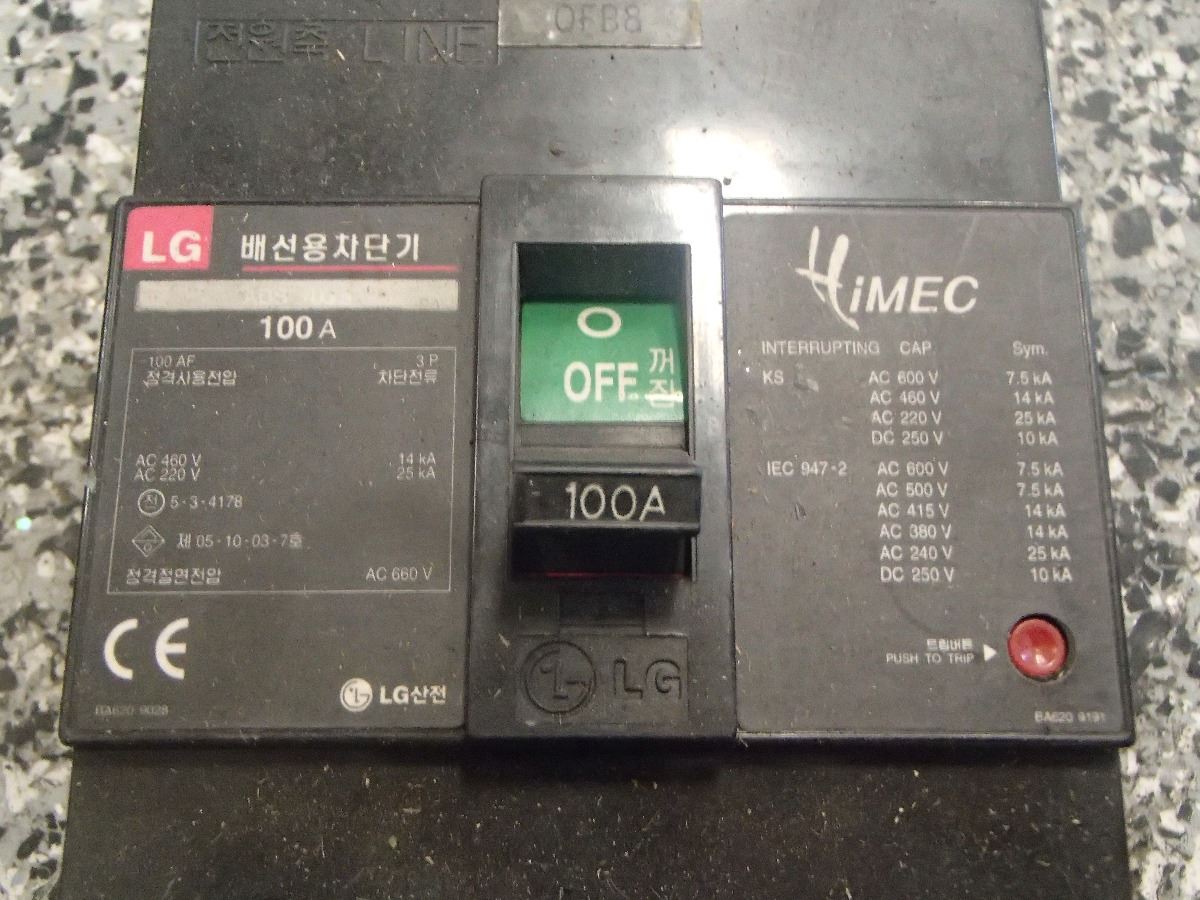 전원측 LINE
OFB8
LG 배선용차단기
100 A
100 AF 3 P
정격사용전압 차단전류
AC 460 V 14 kA
AC 220 V 25 kA
전 5-3-4178
제 05-10-03-7호
정격절연전압 AC 660 V
CE
LG산전
BA620 9028
O
OFF 꺼짐
100A
LG
HiMEC
INTERRUPTING CAP. Sym.
KS AC 600 V 7.5 kA
AC 460 V 14 kA
AC 220 V 25 kA
DC 250 V 10 kA
IEC 947-2 AC 600 V 7.5 kA
AC 500 V 7.5 kA
AC 415 V 14 kA
AC 380 V 14 kA
AC 240 V 25 kA
DC 250 V 10 kA
트립버튼
PUSH TO TRIP
BA620 9191